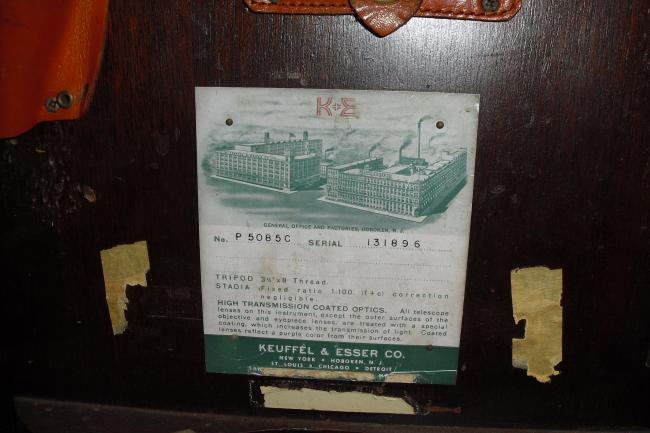 K+E
GENERAL OFFICE AND FACTORIES, HOBOKEN, N. J.
No. P 5085C SERIAL 131896
TRIPOD 3½"x8 Thread.
STADIA (Fixed ratio 1:100 (f+c) correction
negligible.
HIGH TRANSMISSION COATED OPTICS. All telescope
lenses on this instrument, except the outer surfaces of the
objective and eyepiece lenses, are treated with a special
coating, which increases the transmission of light. Coated
lenses reflect a purple color from their surfaces.
KEUFFEL & ESSER CO.
NEW YORK • HOBOKEN, N. J.
ST. LOUIS • CHICAGO • DETROIT